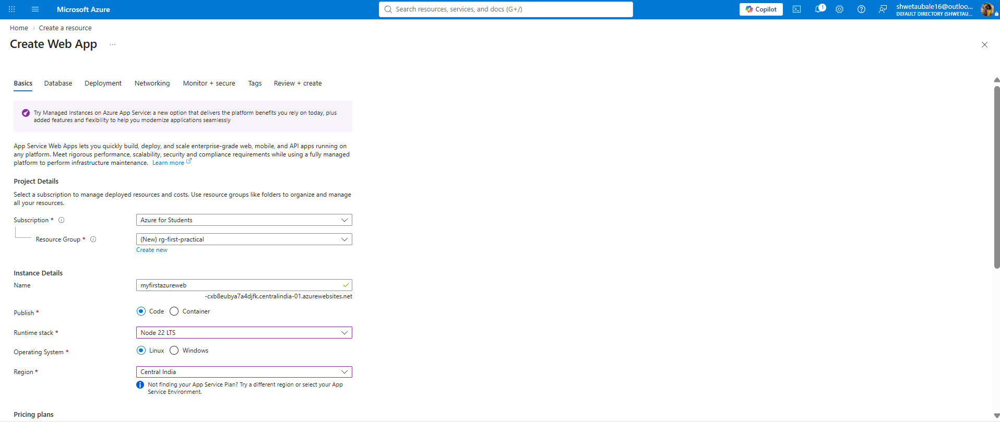 Microsoft Azure
Search resources, services, and docs (G+/)
Copilot
1
shwetaubale16@outloo...
DEFAULT DIRECTORY (SHWETAU...
Home › Create a resource
Create Web App ...
Basics Database Deployment Networking Monitor + secure Tags Review + create
Try Managed Instances on Azure App Service: a new option that delivers the platform benefits you rely on today, plus
added features and flexibility to help you modernize applications seamlessly
App Service Web Apps lets you quickly build, deploy, and scale enterprise-grade web, mobile, and API apps running on
any platform. Meet rigorous performance, scalability, security and compliance requirements while using a fully managed
platform to perform infrastructure maintenance. Learn more
Project Details
Select a subscription to manage deployed resources and costs. Use resource groups like folders to organize and manage
all your resources.
Subscription * Azure for Students
Resource Group * (New) rg-first-practical
Create new
Instance Details
Name myfirstazureweb
-cxb8eubya7a4djfk.centralindia-01.azurewebsites.net
Publish * Code Container
Runtime stack * Node 22 LTS
Operating System * Linux Windows
Region * Central India
Not finding your App Service Plan? Try a different region or select your App
Service Environment.
Pricing plans